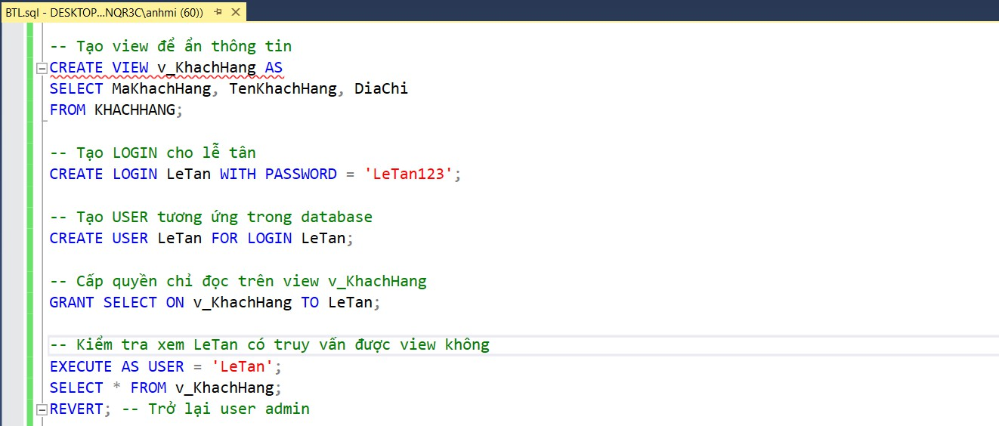 BTL.sql - DESKTOP...NQR3C\anhmi (60))
-- Tạo view để ẩn thông tin
CREATE VIEW v_KhachHang AS
SELECT MaKhachHang, TenKhachHang, DiaChi
FROM KHACHHANG;
-- Tạo LOGIN cho lễ tân
CREATE LOGIN LeTan WITH PASSWORD = 'LeTan123';
-- Tạo USER tương ứng trong database
CREATE USER LeTan FOR LOGIN LeTan;
-- Cấp quyền chỉ đọc trên view v_KhachHang
GRANT SELECT ON v_KhachHang TO LeTan;
-- Kiểm tra xem LeTan có truy vấn được view không
EXECUTE AS USER = 'LeTan';
SELECT * FROM v_KhachHang;
REVERT; -- Trở lại user admin